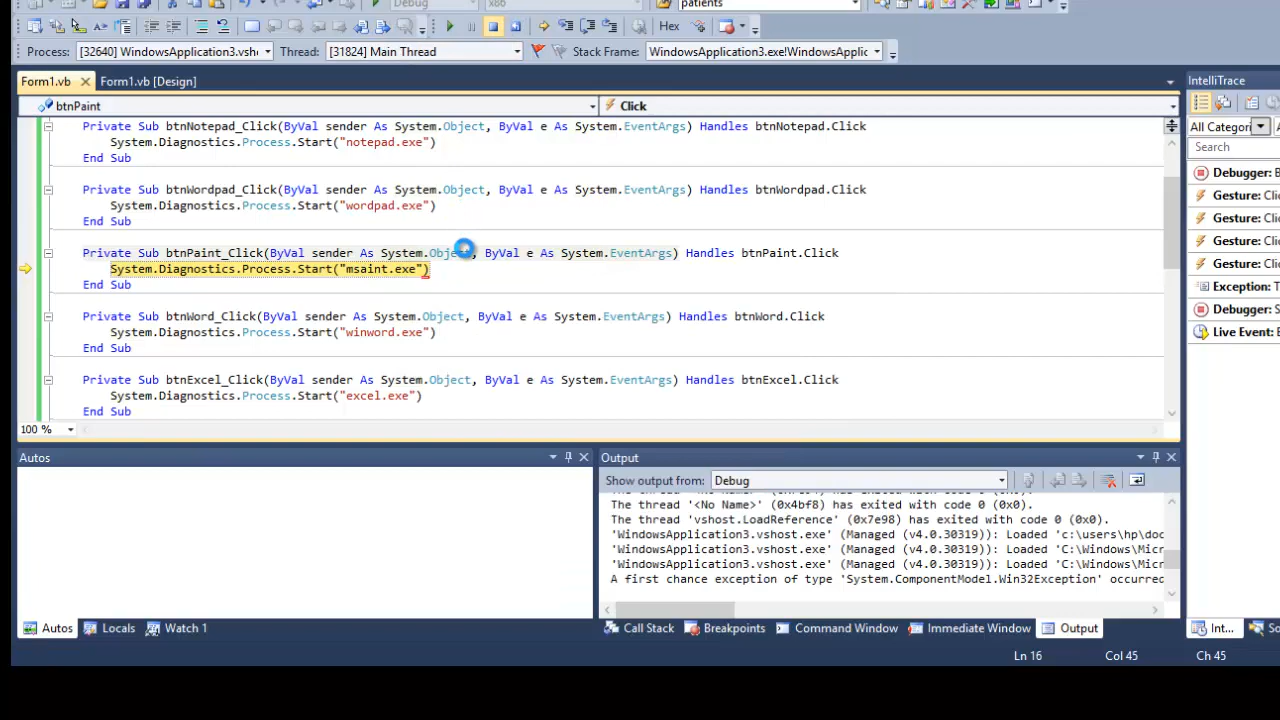 Debug
x86
patients
Hex
Process: [32640] WindowsApplication3.vsho Thread: [31824] Main Thread Stack Frame: WindowsApplication3.exe!WindowsApplic
Form1.vb Form1.vb [Design] IntelliTrace
btnPaint Click
All Categori
Private Sub btnNotepad_Click(ByVal sender As System.Object, ByVal e As System.EventArgs) Handles btnNotepad.Click
System.Diagnostics.Process.Start("notepad.exe")
End Sub
Private Sub btnWordpad_Click(ByVal sender As System.Object, ByVal e As System.EventArgs) Handles btnWordpad.Click
System.Diagnostics.Process.Start("wordpad.exe")
End Sub
Private Sub btnPaint_Click(ByVal sender As System.Object, ByVal e As System.EventArgs) Handles btnPaint.Click
System.Diagnostics.Process.Start("msaint.exe")
End Sub
Private Sub btnWord_Click(ByVal sender As System.Object, ByVal e As System.EventArgs) Handles btnWord.Click
System.Diagnostics.Process.Start("winword.exe")
End Sub
Private Sub btnExcel_Click(ByVal sender As System.Object, ByVal e As System.EventArgs) Handles btnExcel.Click
System.Diagnostics.Process.Start("excel.exe")
End Sub
100 %
Search
Debugger: B
Gesture: Clic
Gesture: Clic
Gesture: Clic
Gesture: Clic
Exception: T
Debugger: S
Live Event:
Autos
Output
Show output from: Debug
The thread '<No Name>' (0x4bf8) has exited with code 0 (0x0).
The thread 'vshost.LoadReference' (0x7e98) has exited with code 0 (0x0).
'WindowsApplication3.vshost.exe' (Managed (v4.0.30319)): Loaded 'c:\users\hp\doc
'WindowsApplication3.vshost.exe' (Managed (v4.0.30319)): Loaded 'C:\Windows\Micr
'WindowsApplication3.vshost.exe' (Managed (v4.0.30319)): Loaded 'C:\Windows\Micr
A first chance exception of type 'System.ComponentModel.Win32Exception' occurred
Autos Locals Watch 1
Call Stack Breakpoints Command Window Immediate Window Output
Int... So
Ln 16 Col 45 Ch 45